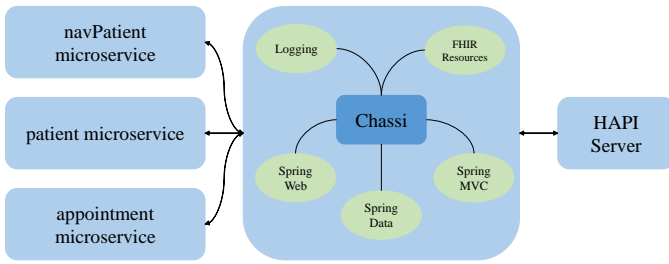 navPatient
microservice
patient microservice
appointment
microservice
Logging
FHIR
Resources
Chassi
Spring
Web
Spring
Data
Spring
MVC
HAPI
Server